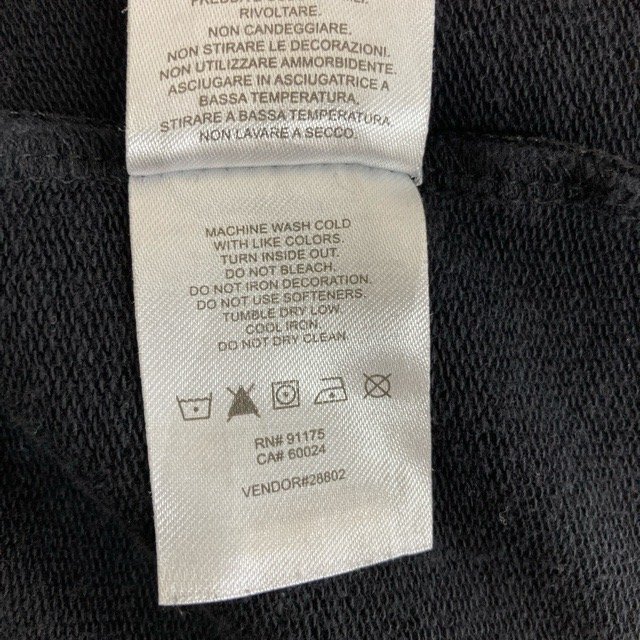 RIVOLTARE.
NON CANDEGGIARE.
NON STIRARE LE DECORAZIONI.
NON UTILIZZARE AMMORBIDENTE.
ASCIUGARE IN ASCIUGATRICE A
BASSA TEMPERATURA.
STIRARE A BASSA TEMPERATURA.
NON LAVARE A SECCO.
MACHINE WASH COLD
WITH LIKE COLORS
TURN INSIDE OUT.
DO NOT BLEACH.
DO NOT IRON DECORATION.
DO NOT USE SOFTENERS.
TUMBLE DRY LOW.
COOL IRON.
DO NOT DRY CLEAN.
RN# 91175
CA# 60024
VENDOR#28802